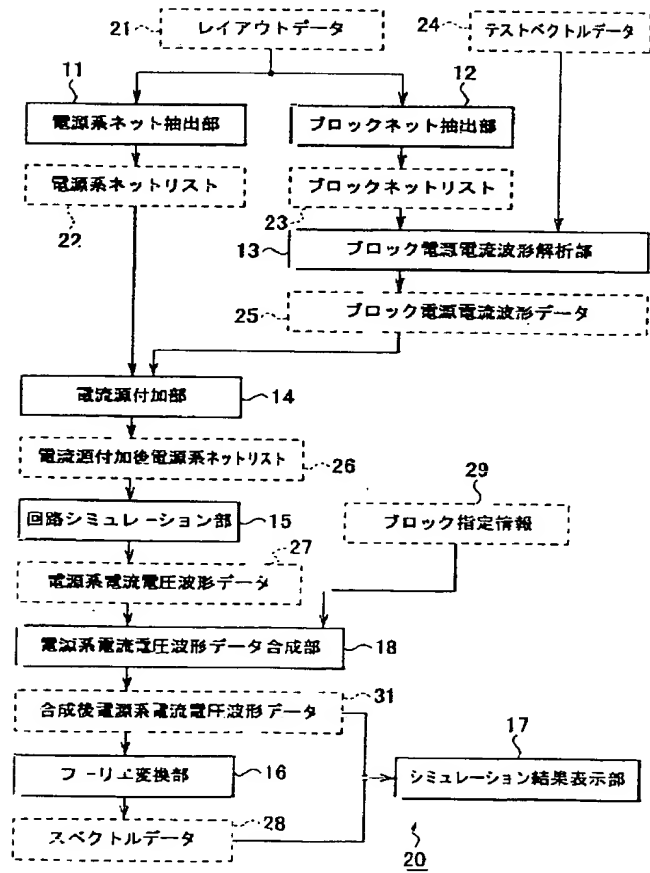 21
レイアウトデータ
24
テストベクトルデータ
11
12
電源系ネット抽出部
ブロックネット抽出部
電源系ネットリスト
ブロックネットリスト
22
23
13
ブロック電源電流波形解析部
25
ブロック電源電流波形データ
電流源付加部
14
電流源付加後電源系ネットリスト
26
29
回路シミュレーション部
15
ブロック指定情報
27
電源系電流電圧波形データ
電源系電流電圧波形データ合成部
18
31
合成後電源系電流電圧波形データ
17
フーリエ変換部
16
シミュレーション結果表示部
28
スペクトルデータ
20